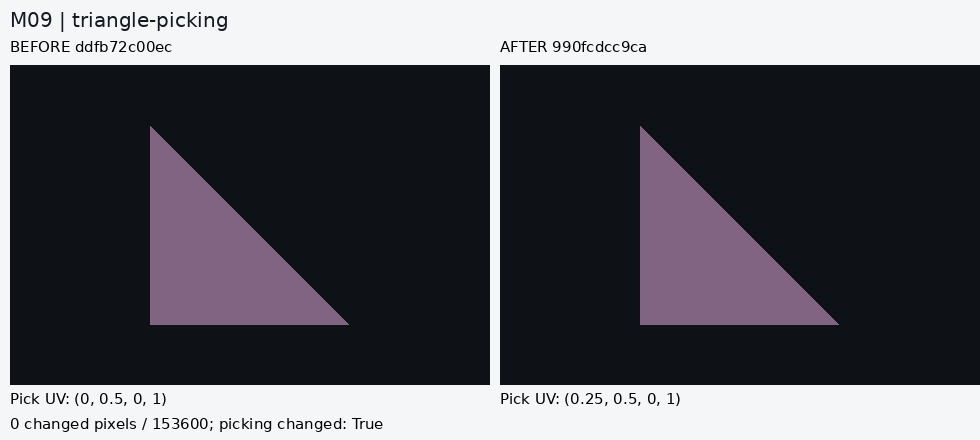 M09 | triangle-picking
BEFORE ddfb72c00ec
AFTER 990fcdcc9ca
Pick UV: (0, 0.5, 0, 1)
Pick UV: (0.25, 0.5, 0, 1)
0 changed pixels / 153600; picking changed: True